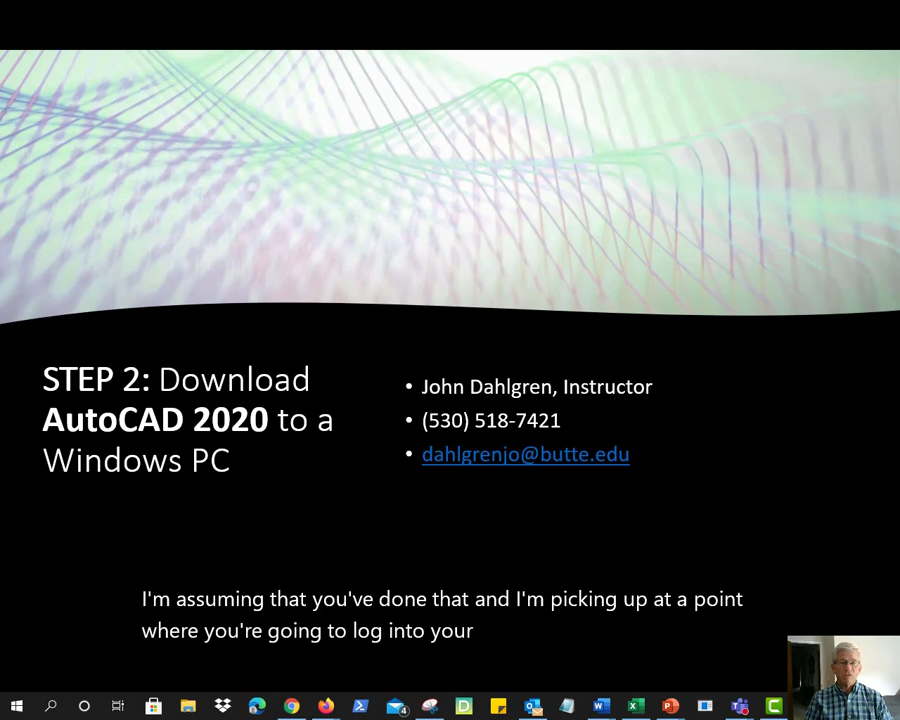 STEP 2: Download
AutoCAD 2020 to a
Windows PC
• John Dahlgren, Instructor
• (530) 518-7421
• dahlgrenjo@butte.edu
I'm assuming that you've done that and I'm picking up at a point
where you're going to log into your